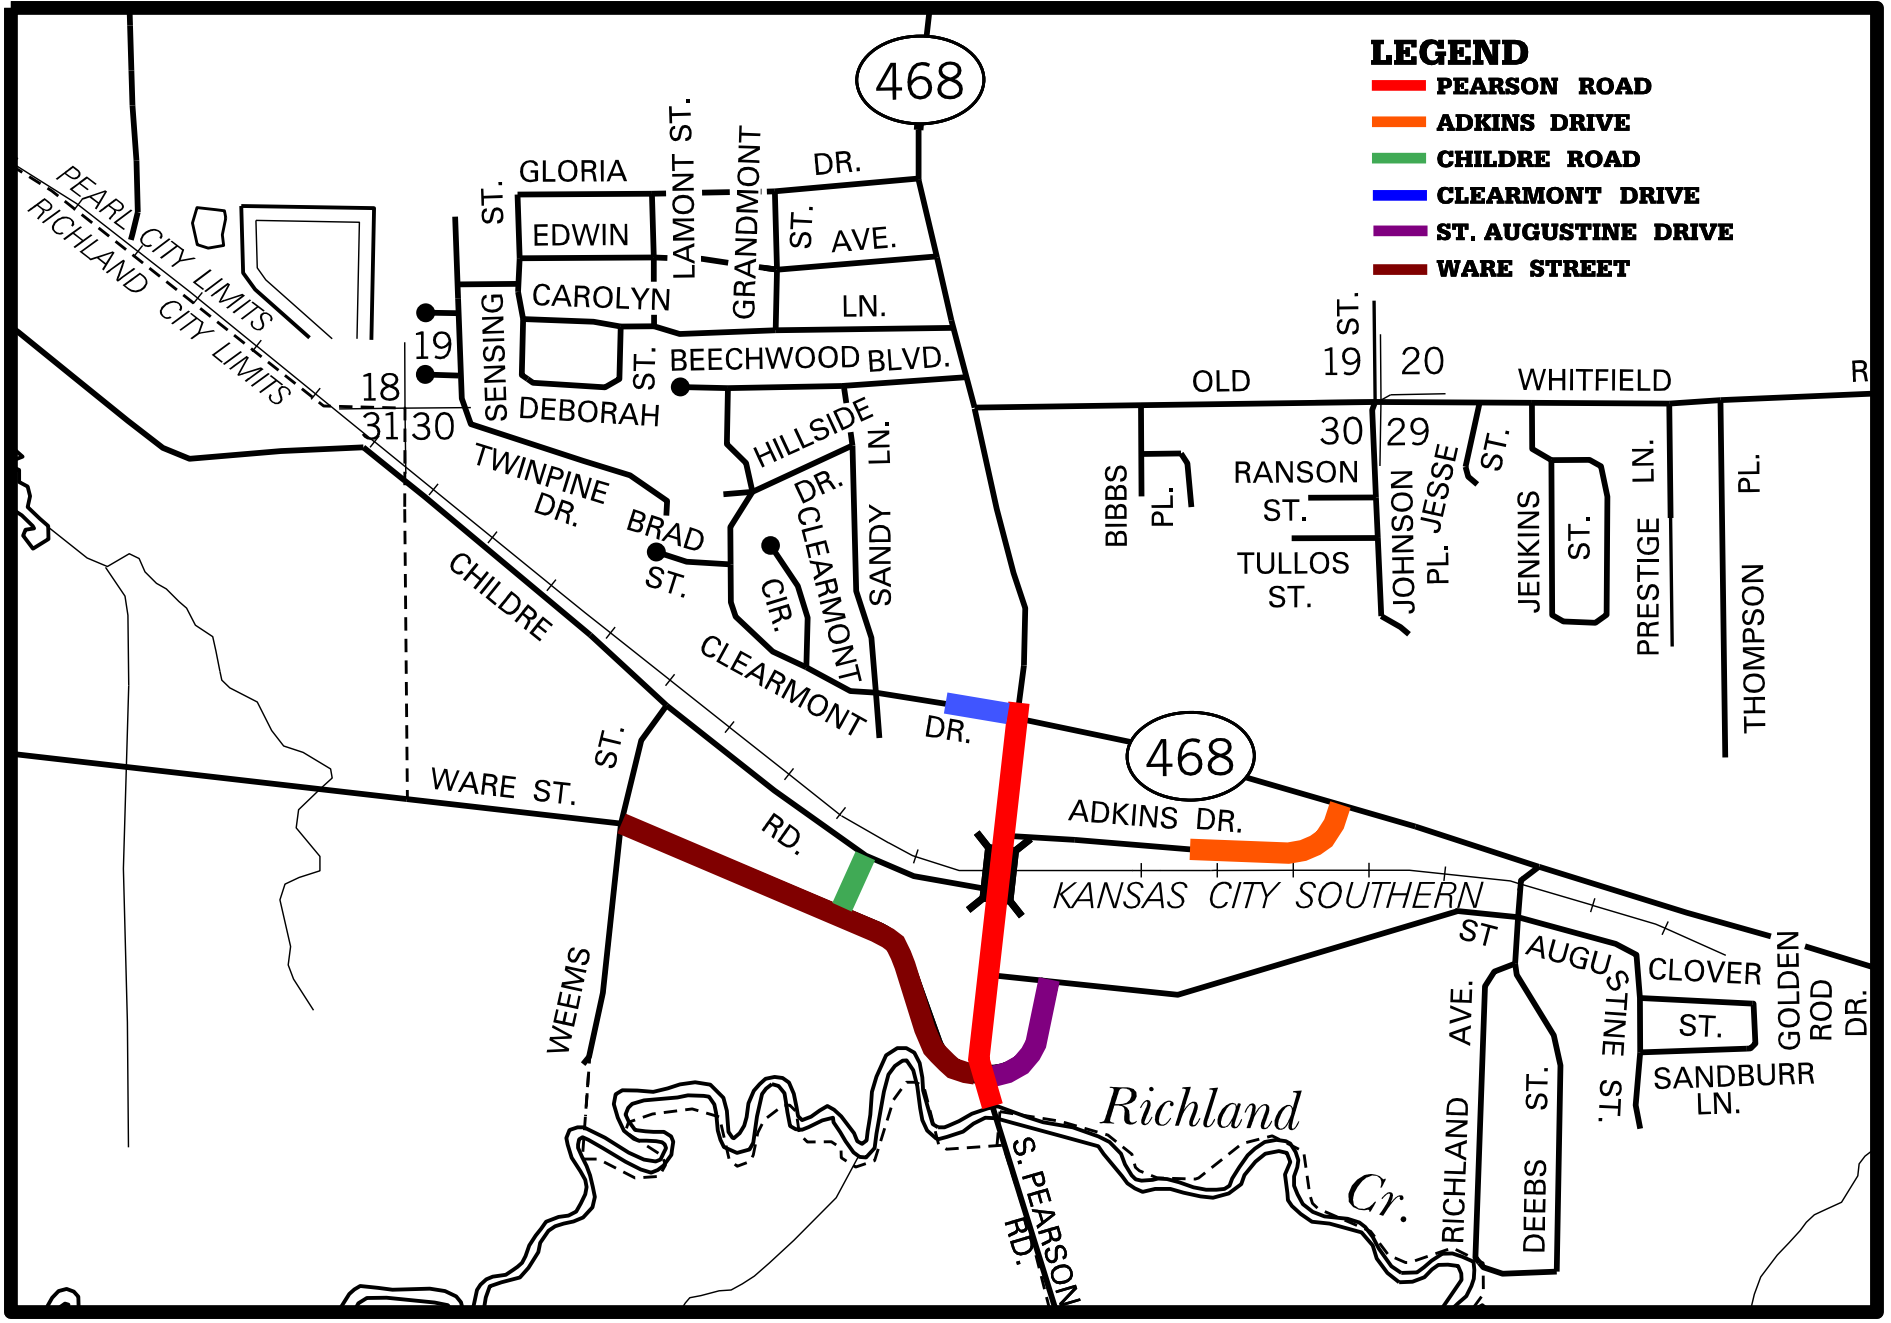 468
LEGEND
PEARSON ROAD
ADKINS DRIVE
CHILDRE ROAD
CLEARMONT DRIVE
ST. AUGUSTINE DRIVE
WARE STREET
PEARL CITY LIMITS
RICHLAND CITY LIMITS
GLORIA DR.
LAMONT ST.
GRANDMONT ST.
EDWIN AVE.
CAROLYN LN.
SENSING ST.
BEECHWOOD BLVD.
DEBORAH ST.
19
18
31
30
TWINPINE DR.
BRAD ST.
HILLSIDE DR.
SANDY LN.
CLEARMONT CIR.
CLEARMONT DR.
OLD WHITFIELD R
19
20
30
29
ST.
BIBBS PL.
RANSON ST.
TULLOS ST.
JOHNSON
PL. JESSE
ST.
JENKINS ST.
PRESTIGE LN.
THOMPSON PL.
CHILDRE RD.
WARE ST.
WEEMS ST.
468
ADKINS DR.
KANSAS CITY SOUTHERN
ST AUGUSTINE ST.
CLOVER ST.
SANDBURR LN.
GOLDEN ROD DR.
RICHLAND AVE.
DEEBS ST.
Richland Cr.
S. PEARSON RD.